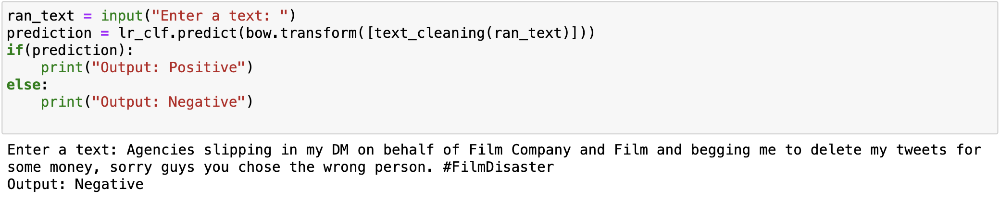 ran_text = input("Enter a text: ")
prediction = lr_clf.predict(bow.transform([text_cleaning(ran_text)]))
if(prediction):
    print("Output: Positive")
else:
    print("Output: Negative")
Enter a text: Agencies slipping in my DM on behalf of Film Company and Film and begging me to delete my tweets for
some money, sorry guys you chose the wrong person. #FilmDisaster
Output: Negative